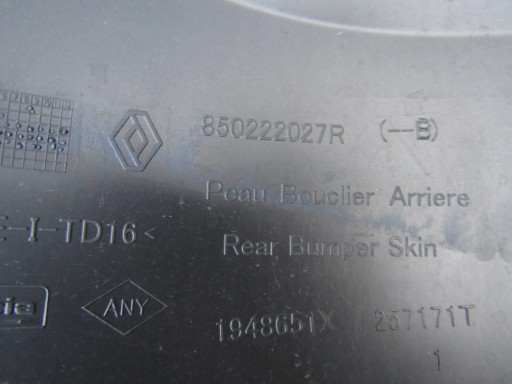 850222027R (-B)
Peau Bouclier Arriere
-I-TD16<
Rear Bumper Skin
ANY
1948651X 257171T
1